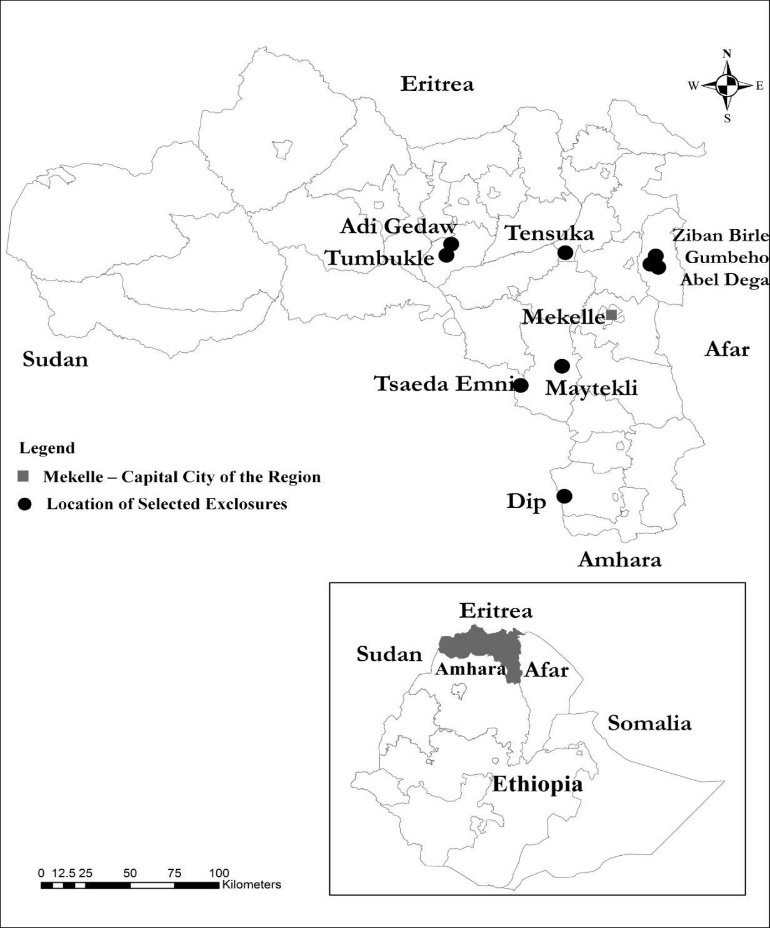 Eritrea
N
W E
S
Adi Gedaw
Tumbukle
Tensuka
Ziban Birle
Gumbeho
Abel Dega
Mekelle
Afar
Sudan
Tsaeda Emni
Maytekli
Legend
Mekelle – Capital City of the Region
Location of Selected Exclosures
Dip
Amhara
Eritrea
Sudan
Amhara
Afar
Somalia
Ethiopia
0 12.5 25 50 75 100
Kilometers